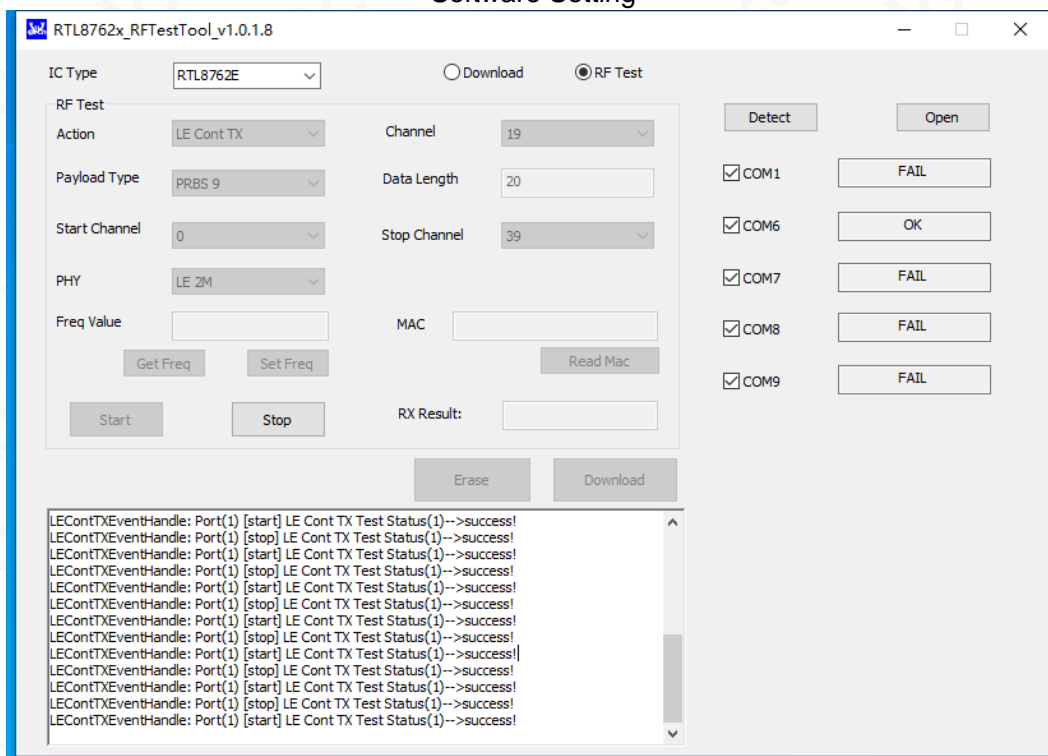 Software Setting
RTL8762x_RFTestTool_v1.0.1.8
IC Type RTL8762E Download RF Test
RF Test
Detect Open
Action LE Cont TX Channel 19
COM1 FAIL
Payload Type PRBS 9 Data Length 20
COM6 OK
Start Channel 0 Stop Channel 39
PHY LE 2M
COM7 FAIL
Freq Value MAC
COM8 FAIL
Get Freq Set Freq Read Mac
COM9 FAIL
Start Stop RX Result:
Erase Download
LEContTXEventHandle: Port(1) [start] LE Cont TX Test Status(1)-->success!
LEContTXEventHandle: Port(1) [stop] LE Cont TX Test Status(1)-->success!
LEContTXEventHandle: Port(1) [start] LE Cont TX Test Status(1)-->success!
LEContTXEventHandle: Port(1) [stop] LE Cont TX Test Status(1)-->success!
LEContTXEventHandle: Port(1) [start] LE Cont TX Test Status(1)-->success!
LEContTXEventHandle: Port(1) [stop] LE Cont TX Test Status(1)-->success!
LEContTXEventHandle: Port(1) [start] LE Cont TX Test Status(1)-->success!
LEContTXEventHandle: Port(1) [stop] LE Cont TX Test Status(1)-->success!
LEContTXEventHandle: Port(1) [start] LE Cont TX Test Status(1)-->success!
LEContTXEventHandle: Port(1) [stop] LE Cont TX Test Status(1)-->success!
LEContTXEventHandle: Port(1) [start] LE Cont TX Test Status(1)-->success!
LEContTXEventHandle: Port(1) [stop] LE Cont TX Test Status(1)-->success!
LEContTXEventHandle: Port(1) [start] LE Cont TX Test Status(1)-->success!